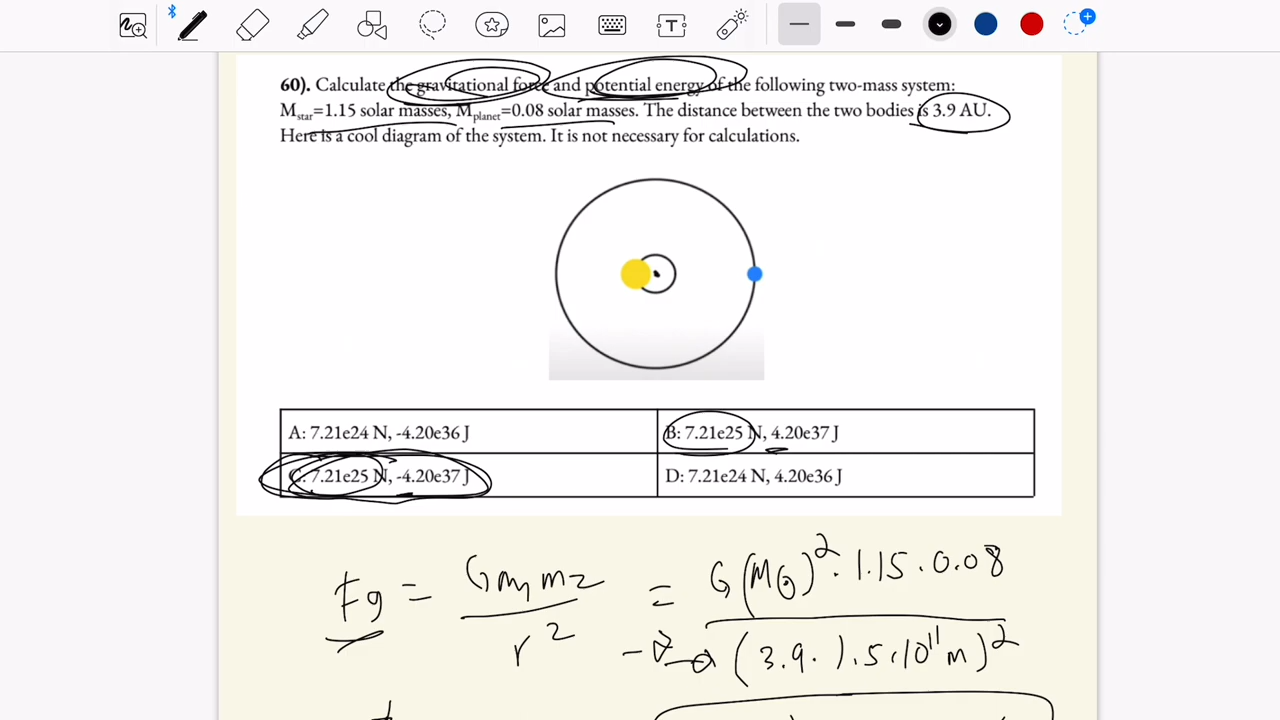 T
60). Calculate the gravitational force and potential energy of the following two-mass system:
Mstar=1.15 solar masses, Mplanet=0.08 solar masses. The distance between the two bodies is 3.9 AU.
Here is a cool diagram of the system. It is not necessary for calculations.
A: 7.21e24 N, -4.20e36 J
B: 7.21e25 N, 4.20e37 J
C: 7.21e25 N, -4.20e37 J
D: 7.21e24 N, 4.20e36 J
Fg = Gm1m2 / r² = G(M⊙)²·1.15·0.08 / (3.9·1.5·10¹¹m)²